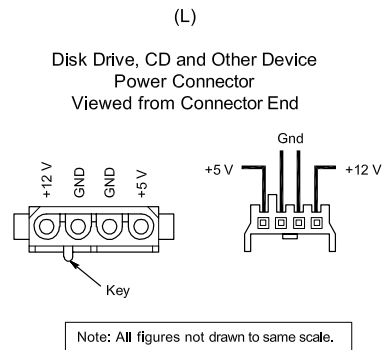 (L)
Disk Drive, CD and Other Device
Power Connector
Viewed from Connector End
+12 V
GND
GND
+5 V
Key
Gnd
+5 V
+12 V
Note: All figures not drawn to same scale.